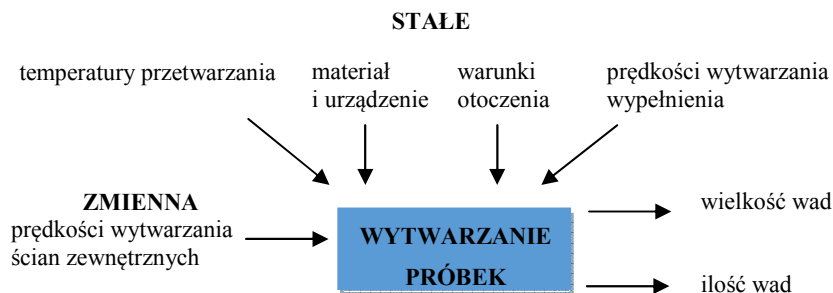 STAŁE
temperatury przetwarzania
materiał
i urządzenie
warunki
otoczenia
prędkości wytwarzania
wypełnienia
ZMIENNA
prędkości wytwarzania
ścian zewnętrznych
WYTWARZANIE
PRÓBEK
wielkość wad
ilość wad